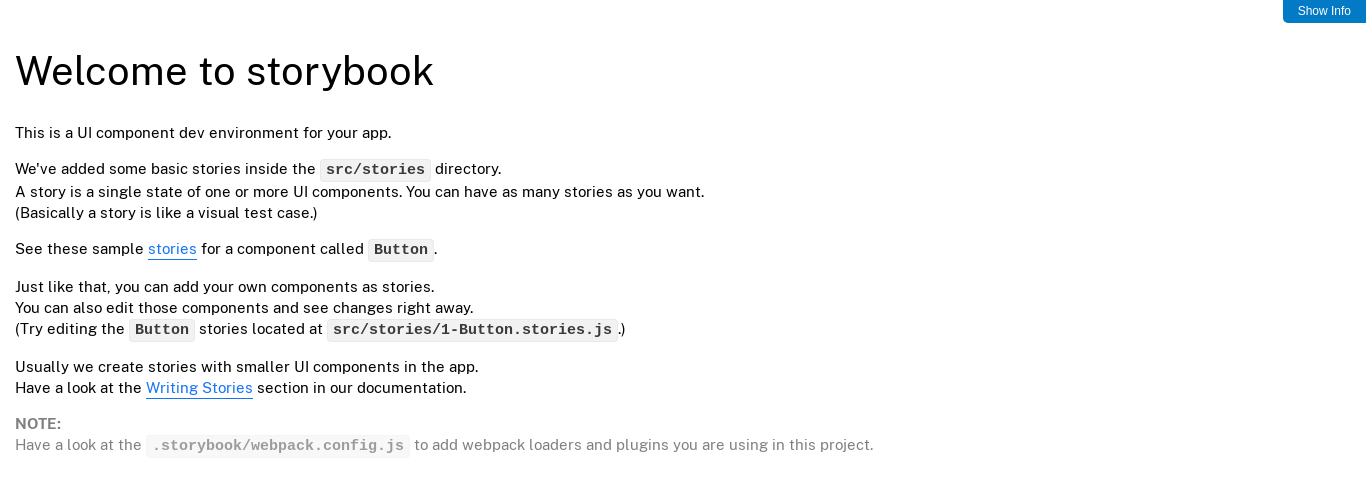 Show Info
Welcome to storybook
This is a UI component dev environment for your app.
We've added some basic stories inside the src/stories directory.
A story is a single state of one or more UI components. You can have as many stories as you want.
(Basically a story is like a visual test case.)
See these sample stories for a component called Button.
Just like that, you can add your own components as stories.
You can also edit those components and see changes right away.
(Try editing the Button stories located at src/stories/1-Button.stories.js.)
Usually we create stories with smaller UI components in the app.
Have a look at the Writing Stories section in our documentation.
NOTE:
Have a look at the .storybook/webpack.config.js to add webpack loaders and plugins you are using in this project.